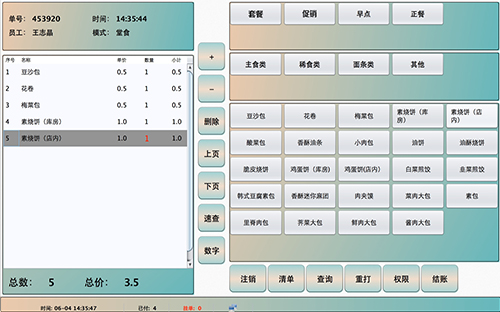 单号: 453920 时间: 14:35:44
员工: 王志晶 模式: 堂食
序号 名称 单价 数量 小计
1 豆沙包 0.5 1 0.5
2 花卷 0.5 1 0.5
3 梅菜包 0.5 1 0.5
4 素烧饼（库房） 1.0 1 1.0
5 素烧饼（店内） 1.0 1 1.0
总数: 5 总价: 3.5
+
−
删除
上页
下页
速查
数字
套餐 促销 早点 正餐
主食类 稀食类 面条类 其他
豆沙包 花卷 梅菜包 素烧饼（库房） 素烧饼（店内）
酸菜包 香酥油条 小肉包 油饼 油酥烧饼
脆皮烧饼 鸡蛋饼（库房） 鸡蛋饼(店内) 白菜煎饺 韭菜煎饺
韩式豆腐素包 香酥迷你麻团 肉夹馍 菜肉大包 素包
里脊肉包 荠菜大包 鲜肉大包 酱肉大包
注销 清单 查询 重打 权限 结账
时间: 06-04 14:35:47 已付: 4 挂单: 0